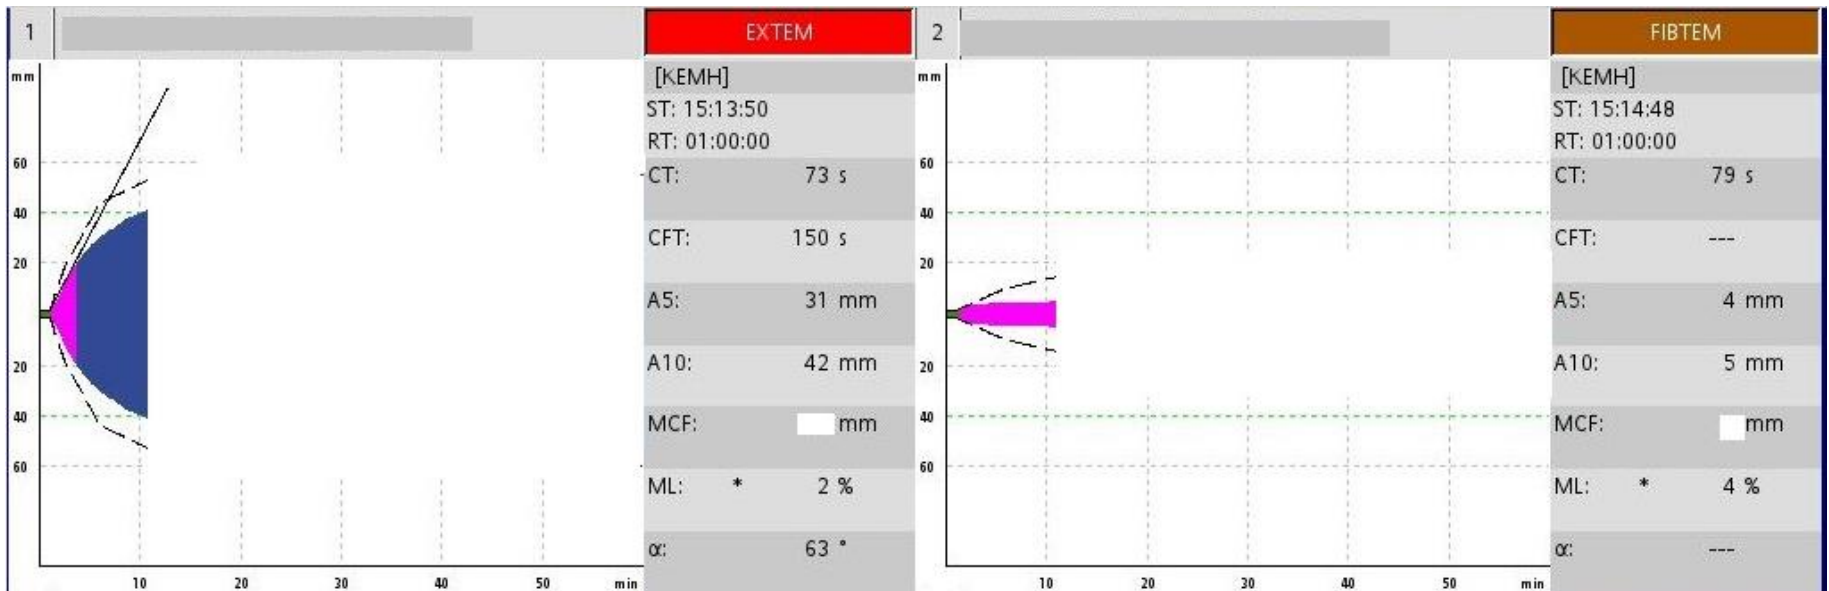 1
EXTEM
mm
60
40
20
20
40
60
10 20 30 40 50 min
[KEMH]
ST: 15:13:50
RT: 01:00:00
CT: 73 s
CFT: 150 s
A5: 31 mm
A10: 42 mm
MCF: mm
ML: * 2 %
α: 63 °
2
FIBTEM
mm
60
40
20
20
40
60
10 20 30 40 50 min
[KEMH]
ST: 15:14:48
RT: 01:00:00
CT: 79 s
CFT: ---
A5: 4 mm
A10: 5 mm
MCF: mm
ML: * 4 %
α: ---